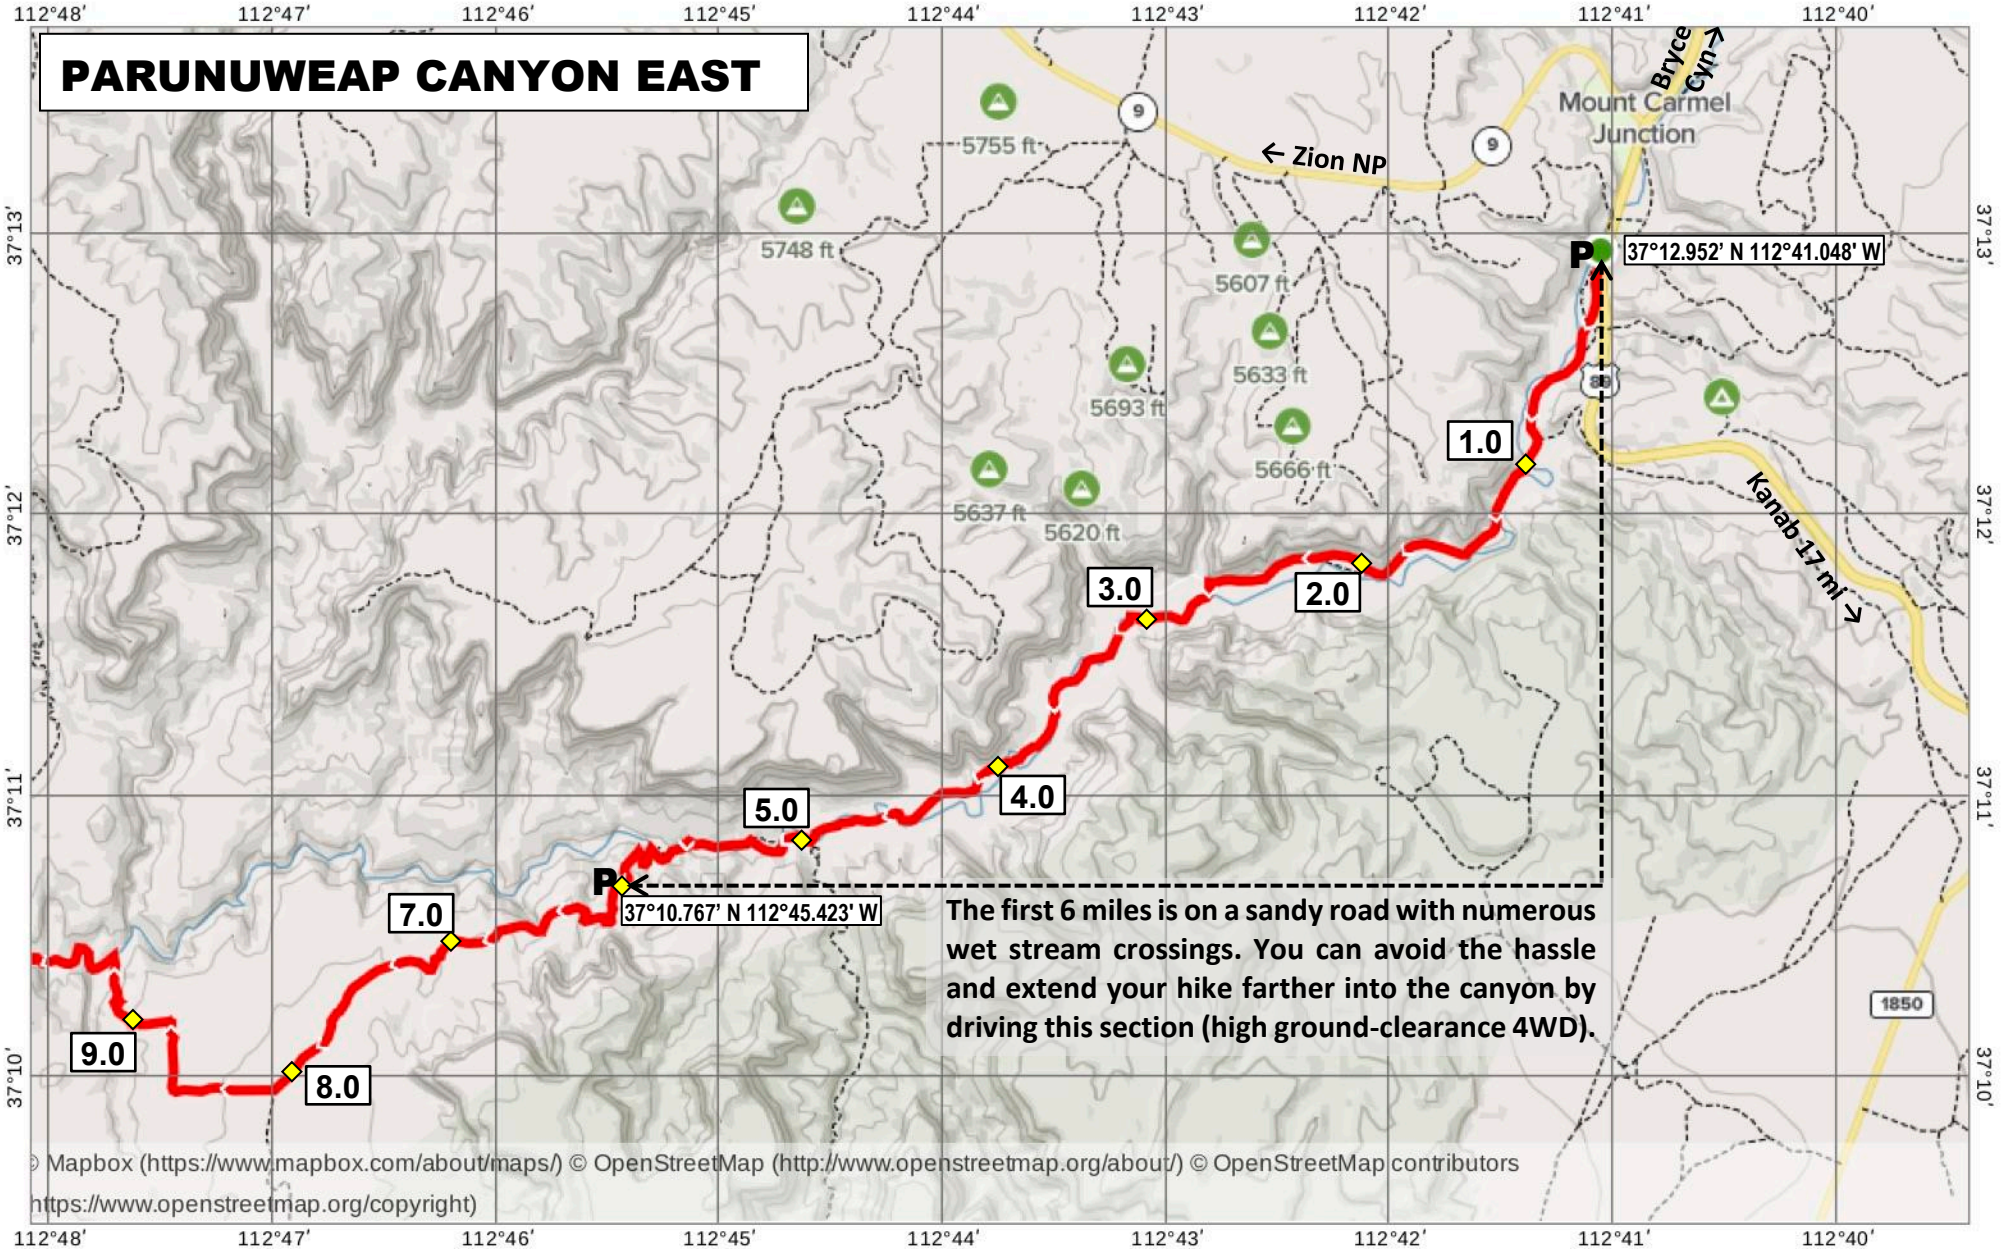 112°48' 112°47' 112°46' 112°45' 112°44' 112°43' 112°42' 112°41' 112°40'
PARUNUWEAP CANYON EAST
Bryce
Cyn→
Mount Carmel
Junction
9
9
← Zion NP
5755 ft
5748 ft
37°13'
37°13'
P
37°12.952' N 112°41.048' W
5607 ft
5633 ft
89
5693 ft
5666 ft
1.0
5637 ft
5620 ft
Kanab 17 mi →
37°12'
37°12'
2.0
3.0
4.0
37°11'
37°11'
5.0
P
37°10.767' N 112°45.423' W
7.0
The first 6 miles is on a sandy road with numerous
wet stream crossings. You can avoid the hassle
and extend your hike farther into the canyon by
driving this section (high ground-clearance 4WD).
1850
9.0
8.0
37°10'
37°10'
© Mapbox (https://www.mapbox.com/about/maps/) © OpenStreetMap (http://www.openstreetmap.org/about/) © OpenStreetMap contributors
https://www.openstreetmap.org/copyright)
112°48' 112°47' 112°46' 112°45' 112°44' 112°43' 112°42' 112°41' 112°40'